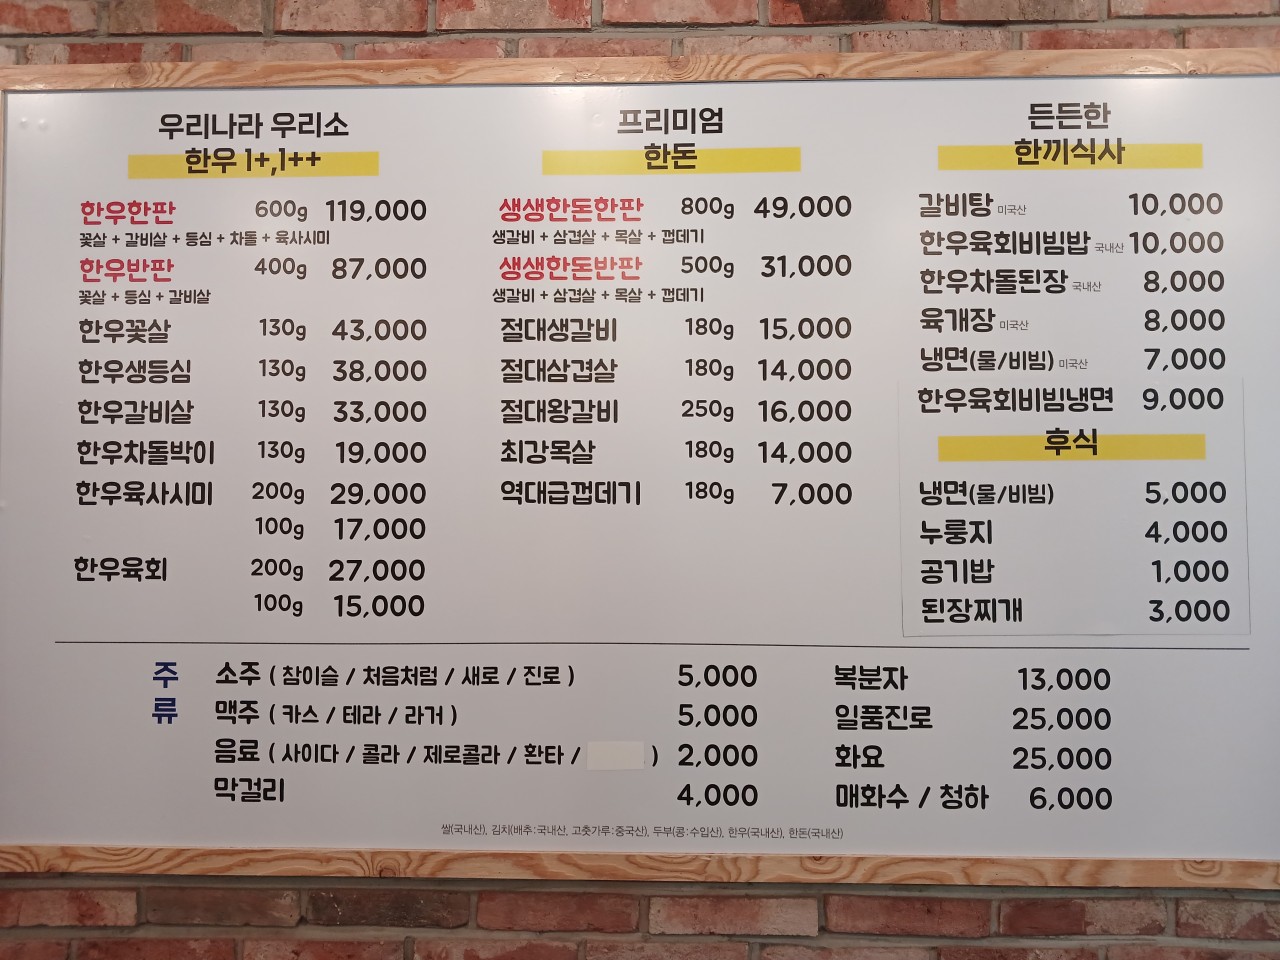 우리나라 우리소
한우 1+,1++
한우한판 600g 119,000
꽃살 + 갈비살 + 등심 + 차돌 + 육사시미
한우반판 400g 87,000
꽃살 + 등심 + 갈비살
한우꽃살 130g 43,000
한우생등심 130g 38,000
한우갈비살 130g 33,000
한우차돌박이 130g 19,000
한우육사시미 200g 29,000
100g 17,000
한우육회 200g 27,000
100g 15,000
프리미엄
한돈
생생한돈한판 800g 49,000
생갈비 + 삼겹살 + 목살 + 껍데기
생생한돈반판 500g 31,000
생갈비 + 삼겹살 + 목살 + 껍데기
절대생갈비 180g 15,000
절대삼겹살 180g 14,000
절대왕갈비 250g 16,000
최강목살 180g 14,000
역대급껍데기 180g 7,000
든든한
한끼식사
갈비탕 미국산 10,000
한우육회비빔밥 국내산 10,000
한우차돌된장 국내산 8,000
육개장 미국산 8,000
냉면(물/비빔) 미국산 7,000
한우육회비빔냉면 9,000
후식
냉면(물/비빔) 5,000
누룽지 4,000
공기밥 1,000
된장찌개 3,000
주류
소주 ( 참이슬 / 처음처럼 / 새로 / 진로 ) 5,000
맥주 ( 카스 / 테라 / 라거 ) 5,000
음료 ( 사이다 / 콜라 / 제로콜라 / 환타 / ) 2,000
막걸리 4,000
복분자 13,000
일품진로 25,000
화요 25,000
매화수 / 청하 6,000
쌀(국내산), 김치(배추:국내산, 고춧가루:중국산), 두부(콩:수입산), 한우(국내산), 한돈(국내산)